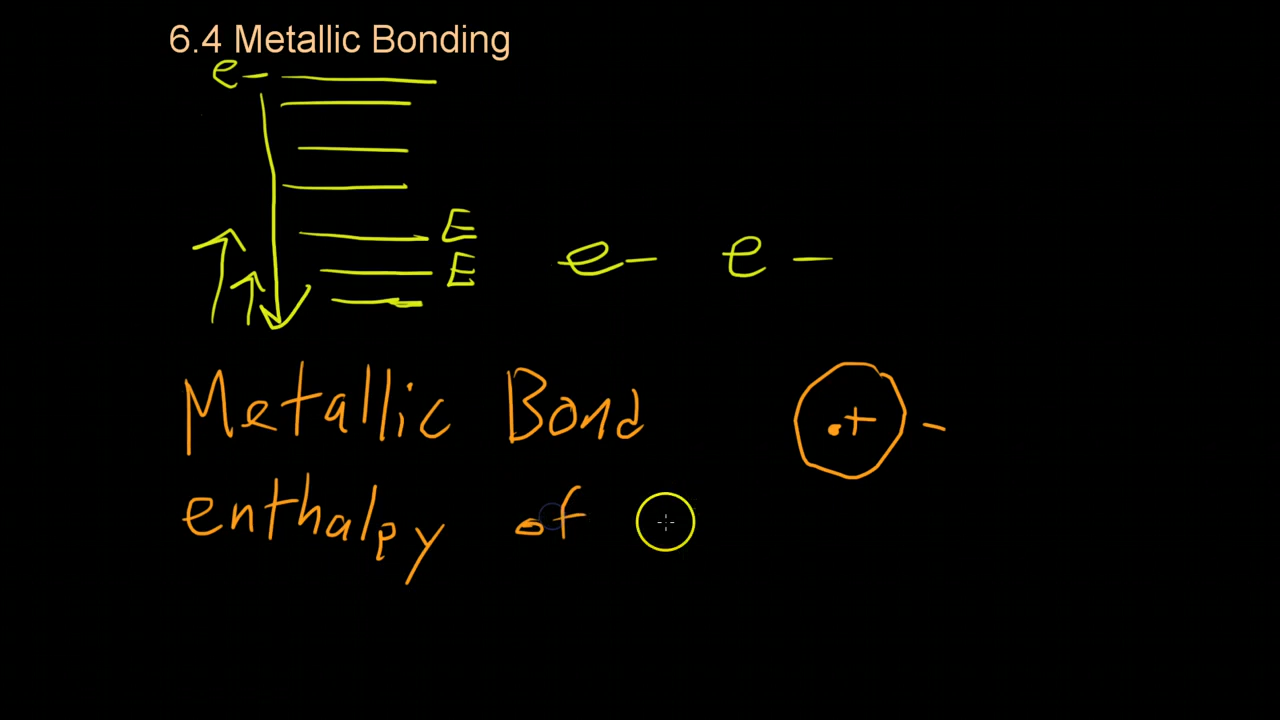 6.4 Metallic Bonding
e-
E
E
e- e-
Metallic Bond
+ -
enthalpy of